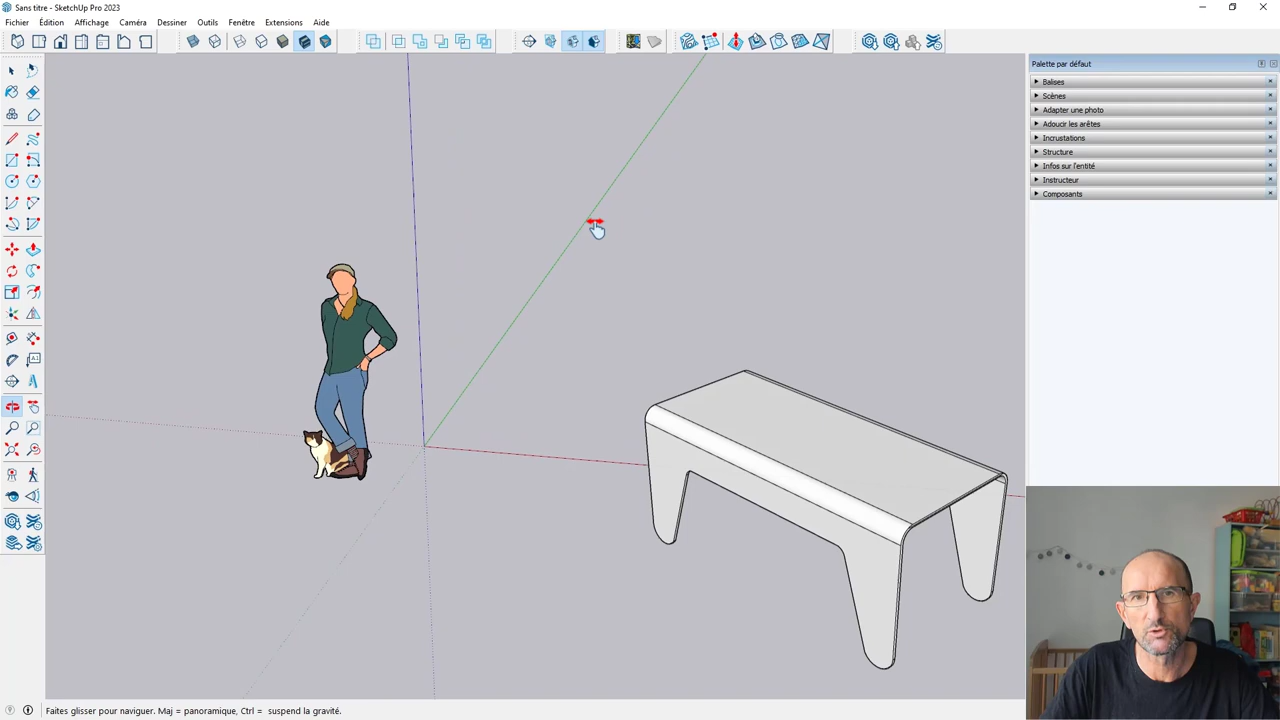 Sans titre - SketchUp Pro 2023
Fichier Édition Affichage Caméra Dessiner Outils Fenêtre Extensions Aide
Palette par défaut
Balises
Scènes
Adapter une photo
Adoucir les arêtes
Incrustations
Structure
Infos sur l'entité
Instructeur
Composants
Faites glisser pour naviguer. Maj = panoramique, Ctrl = suspend la gravité.